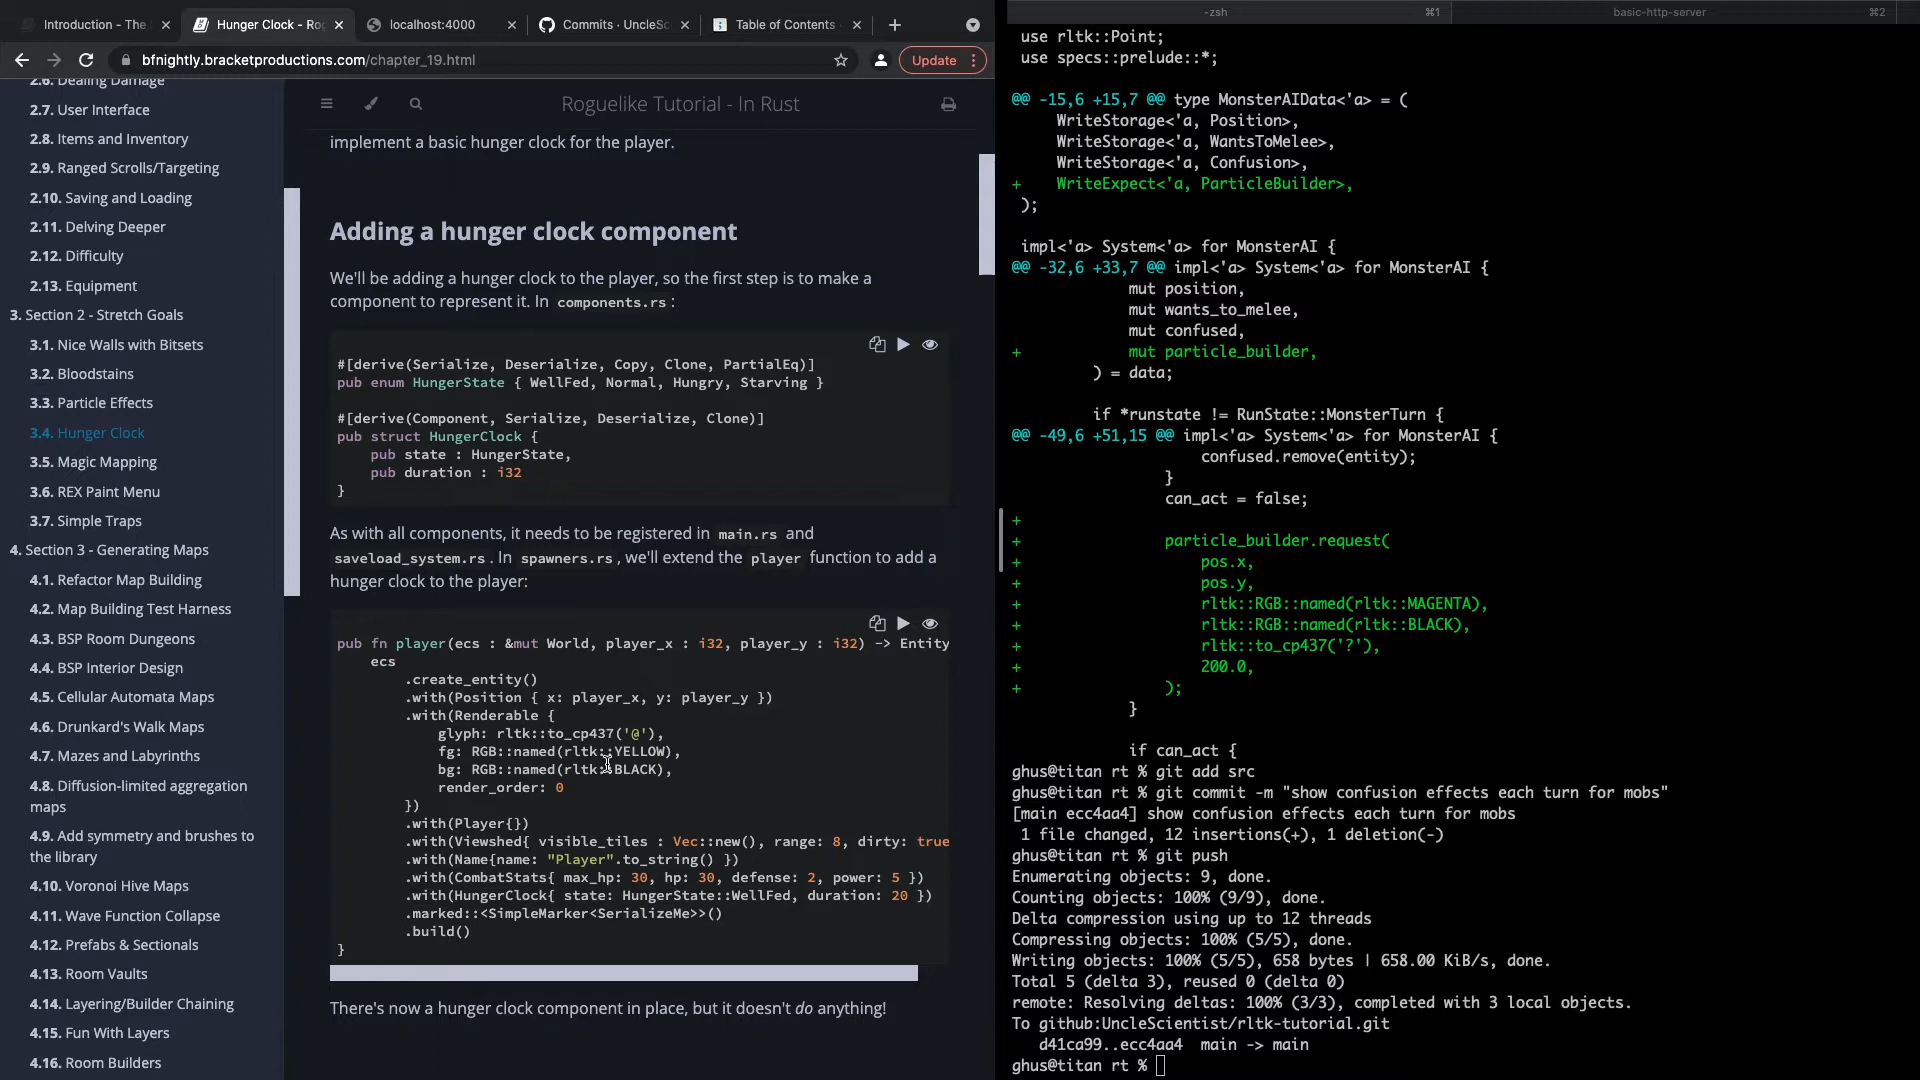 Introduction - The
Hunger Clock - Ro
localhost:4000
Commits · UncleSc
Table of Contents
bfnightly.bracketproductions.com/chapter_19.html
Update
2.6. Dealing Damage
2.7. User Interface
2.8. Items and Inventory
2.9. Ranged Scrolls/Targeting
2.10. Saving and Loading
2.11. Delving Deeper
2.12. Difficulty
2.13. Equipment
3. Section 2 - Stretch Goals
3.1. Nice Walls with Bitsets
3.2. Bloodstains
3.3. Particle Effects
3.4. Hunger Clock
3.5. Magic Mapping
3.6. REX Paint Menu
3.7. Simple Traps
4. Section 3 - Generating Maps
4.1. Refactor Map Building
4.2. Map Building Test Harness
4.3. BSP Room Dungeons
4.4. BSP Interior Design
4.5. Cellular Automata Maps
4.6. Drunkard's Walk Maps
4.7. Mazes and Labyrinths
4.8. Diffusion-limited aggregation
maps
4.9. Add symmetry and brushes to
the library
4.10. Voronoi Hive Maps
4.11. Wave Function Collapse
4.12. Prefabs & Sectionals
4.13. Room Vaults
4.14. Layering/Builder Chaining
4.15. Fun With Layers
4.16. Room Builders
Roguelike Tutorial - In Rust
implement a basic hunger clock for the player.
Adding a hunger clock component
We'll be adding a hunger clock to the player, so the first step is to make a
component to represent it. In components.rs :
#[derive(Serialize, Deserialize, Copy, Clone, PartialEq)]
pub enum HungerState { WellFed, Normal, Hungry, Starving }
#[derive(Component, Serialize, Deserialize, Clone)]
pub struct HungerClock {
pub state : HungerState,
pub duration : i32
}
As with all components, it needs to be registered in main.rs and
saveload_system.rs . In spawners.rs , we'll extend the player function to add a
hunger clock to the player:
pub fn player(ecs : &mut World, player_x : i32, player_y : i32) -> Entity
ecs
.create_entity()
.with(Position { x: player_x, y: player_y })
.with(Renderable {
glyph: rltk::to_cp437('@'),
fg: RGB::named(rltk::YELLOW),
bg: RGB::named(rltk::BLACK),
render_order: 0
})
.with(Player{})
.with(Viewshed{ visible_tiles : Vec::new(), range: 8, dirty: true
.with(Name{name: "Player".to_string() })
.with(CombatStats{ max_hp: 30, hp: 30, defense: 2, power: 5 })
.with(HungerClock{ state: HungerState::WellFed, duration: 20 })
.marked::<SimpleMarker<SerializeMe>>()
.build()
}
There's now a hunger clock component in place, but it doesn't do anything!
-zsh
⌘1
basic-http-server
⌘2
use rltk::Point;
use specs::prelude::*;
@@ -15,6 +15,7 @@ type MonsterAIData<'a> = (
WriteStorage<'a, Position>,
WriteStorage<'a, WantsToMelee>,
WriteStorage<'a, Confusion>,
+ WriteExpect<'a, ParticleBuilder>,
);
impl<'a> System<'a> for MonsterAI {
@@ -32,6 +33,7 @@ impl<'a> System<'a> for MonsterAI {
mut position,
mut wants_to_melee,
mut confused,
+ mut particle_builder,
) = data;
if *runstate != RunState::MonsterTurn {
@@ -49,6 +51,15 @@ impl<'a> System<'a> for MonsterAI {
confused.remove(entity);
}
can_act = false;
+
+ particle_builder.request(
+ pos.x,
+ pos.y,
+ rltk::RGB::named(rltk::MAGENTA),
+ rltk::RGB::named(rltk::BLACK),
+ rltk::to_cp437('?'),
+ 200.0,
+ );
}
if can_act {
ghus@titan rt % git add src
ghus@titan rt % git commit -m "show confusion effects each turn for mobs"
[main ecc4aa4] show confusion effects each turn for mobs
1 file changed, 12 insertions(+), 1 deletion(-)
ghus@titan rt % git push
Enumerating objects: 9, done.
Counting objects: 100% (9/9), done.
Delta compression using up to 12 threads
Compressing objects: 100% (5/5), done.
Writing objects: 100% (5/5), 658 bytes | 658.00 KiB/s, done.
Total 5 (delta 3), reused 0 (delta 0)
remote: Resolving deltas: 100% (3/3), completed with 3 local objects.
To github:UncleScientist/rltk-tutorial.git
d41ca99..ecc4aa4 main -> main
ghus@titan rt %